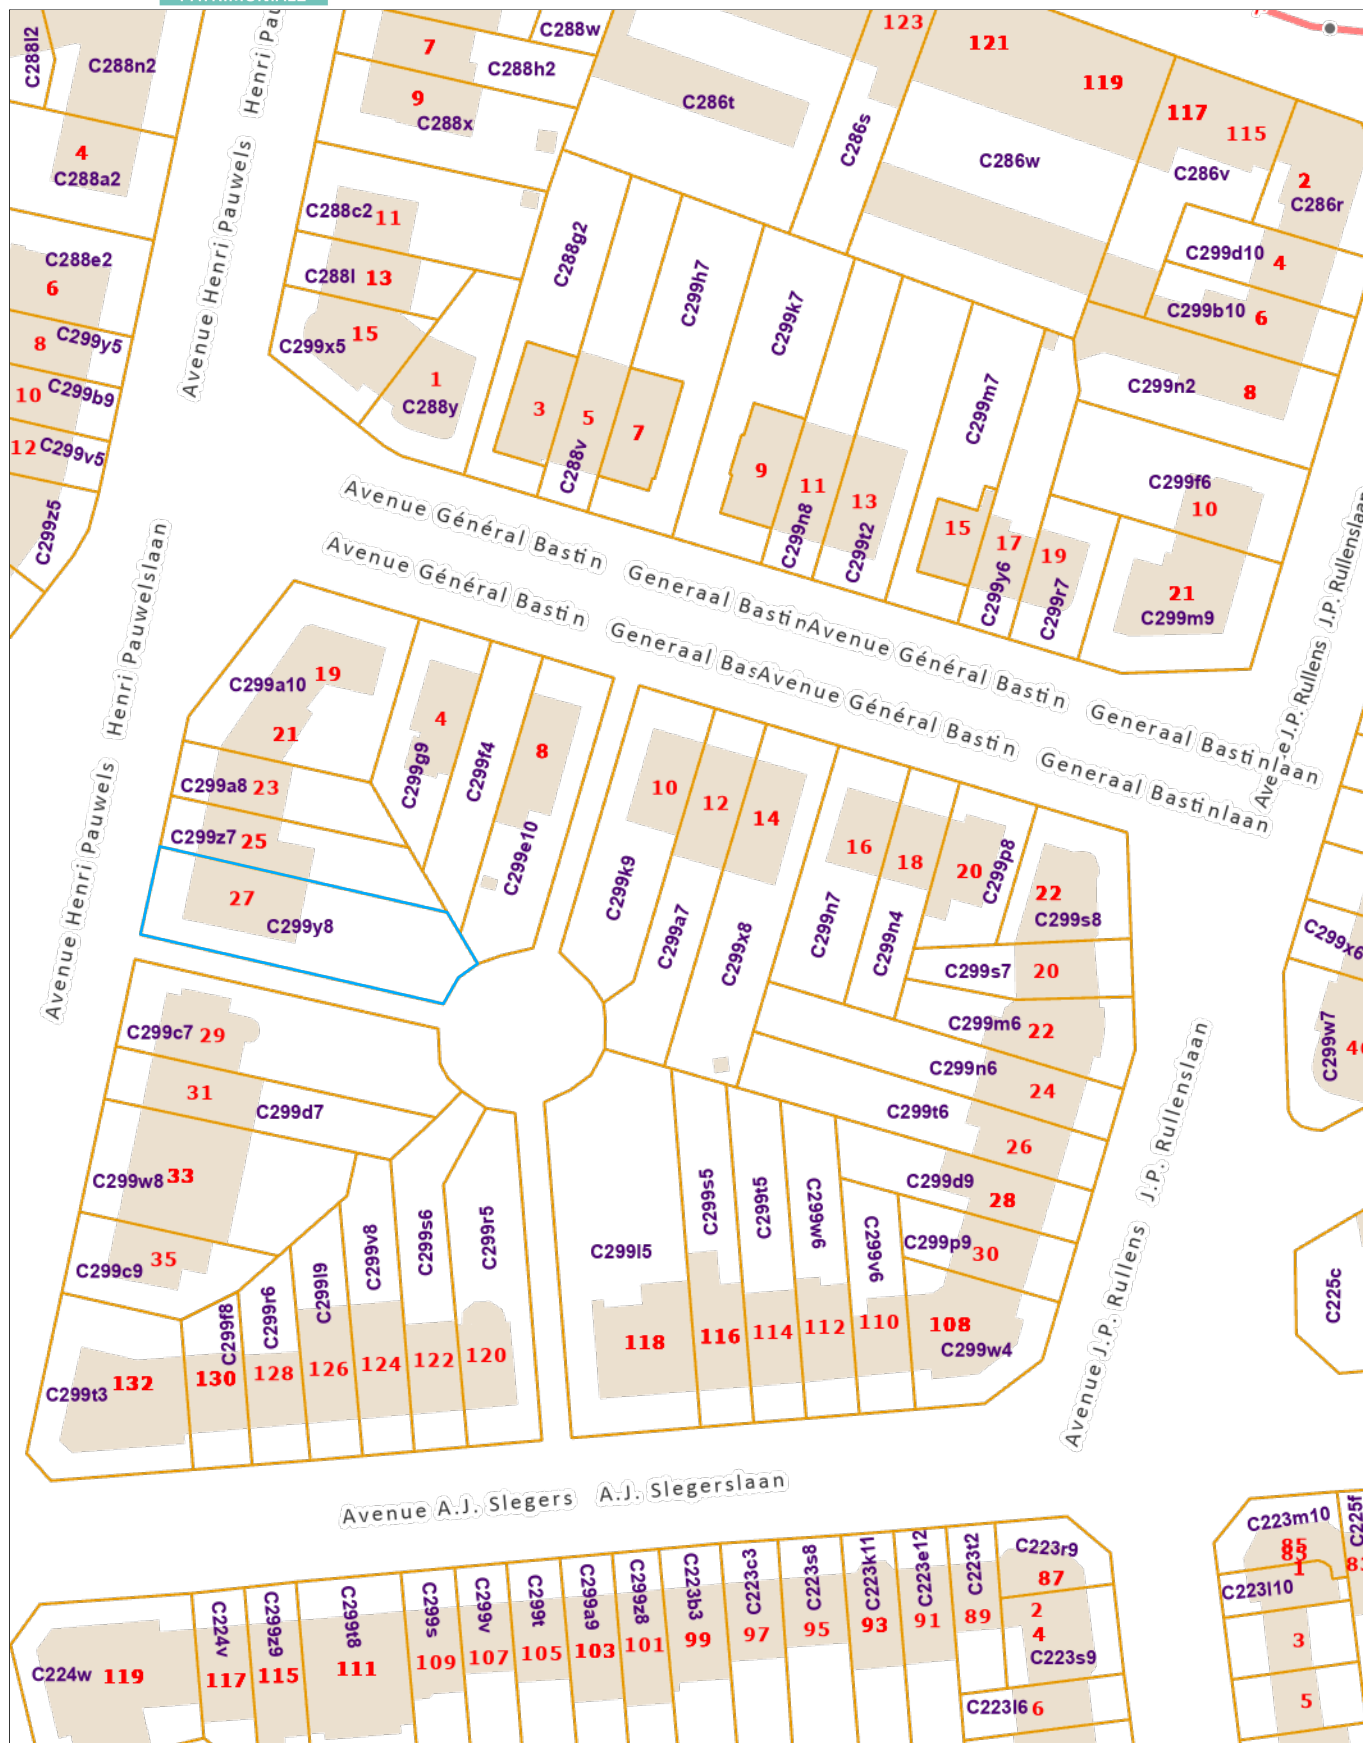 C288l2
C288n2
4
C288a2
C288e2
6
8
C299y5
10
C299b9
12
C299v5
C299z5
Avenue Henri Pauwels Henri Pau
7
C288h2
C288w
9
C288x
C288c2
11
C288l
13
C299x5
15
1
C288y
C286t
C286s
123
121
119
117
115
C286w
C286v
2
C286r
C299d10
4
C299b10
6
C299n2
8
C288g2
C299h7
C299k7
C299m7
3
5
C288v
7
9
11
C299n8
13
C299t2
15
17
C299y6
19
C299r7
C299f6
10
21
C299m9
Avenue Général Bastin Generaal Bastin
Avenue Général Bastin Generaal Bastinlaan
Avenue Général Bastin Generaal Bas
Avenue Général Bastin Generaal Bastinlaan
Avenue J.P. Rullens J.P. Rullenslaan
Avenue Henri Pauwels Henri Pauwelslaan
C299a10
19
21
C299a8
23
C299z7
25
27
C299y8
4
C299g9
C299f4
8
C299e10
10
12
14
C299k9
C299a7
C299x8
16
18
20
C299p8
C299n7
C299n4
22
C299s8
C299s7
20
C299m6
22
C299n6
24
C299t6
26
C299d9
28
C299p9
30
C299x6
C299w7
C225c
Avenue J.P. Rullens J.P. Rullenslaan
C299c7
29
31
C299d7
C299w8
33
C299c9
35
C299t3
132
C299f8
130
C299r6
128
C299l9
126
C299v8
124
C299s6
122
C299r5
120
C299l5
118
C299s5
116
C299t5
114
C299w6
112
C299v6
110
108
C299w4
Avenue A.J. Slegers A.J. Slegerslaan
C224w
119
C224v
117
C299z9
115
C299t8
111
C299s
109
C299v
107
C299t
105
C299a9
103
C299z8
101
C223b3
99
C223c3
97
C223s8
95
C223k11
93
C223e12
91
C223t2
89
C223r9
87
2
4
C223s9
C223l6
6
C223m10
85
83
1
C223l10
3
5
C225f